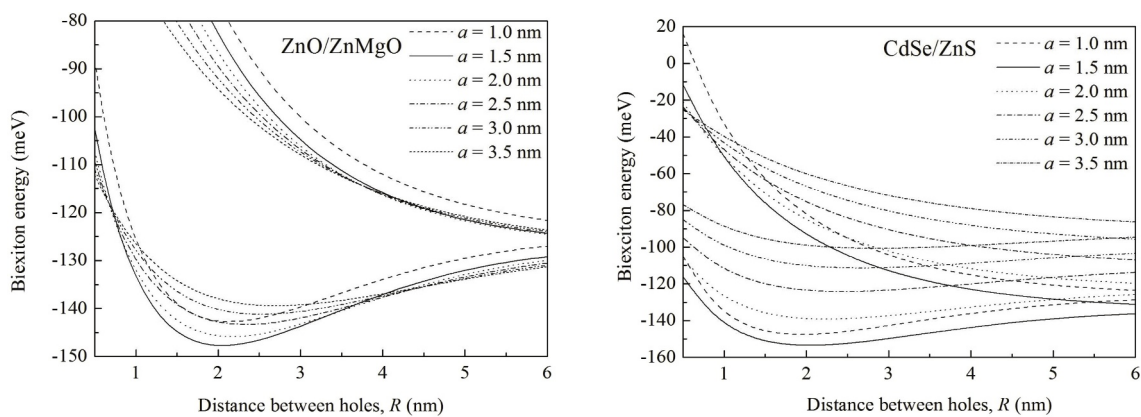 -80
-90
-100
-110
-120
-130
-140
-150
Biexiton energy (meV)
ZnO/ZnMgO
a = 1.0 nm
a = 1.5 nm
a = 2.0 nm
a = 2.5 nm
a = 3.0 nm
a = 3.5 nm
1 2 3 4 5 6
Distance between holes, R (nm)
20
0
-20
-40
-60
-80
-100
-120
-140
-160
Biexciton energy (meV)
CdSe/ZnS
a = 1.0 nm
a = 1.5 nm
a = 2.0 nm
a = 2.5 nm
a = 3.0 nm
a = 3.5 nm
1 2 3 4 5 6
Distance between holes, R (nm)